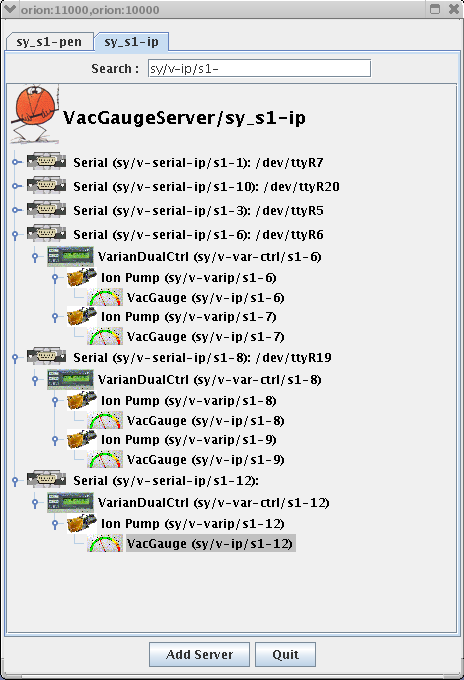 orion:11000,orion:10000
sy_s1-pen sy_s1-ip
Search : sy/v-ip/s1-
VacGaugeServer/sy_s1-ip
Serial (sy/v-serial-ip/s1-1): /dev/ttyR7
Serial (sy/v-serial-ip/s1-10): /dev/ttyR20
Serial (sy/v-serial-ip/s1-3): /dev/ttyR5
Serial (sy/v-serial-ip/s1-6): /dev/ttyR6
VarianDualCtrl (sy/v-var-ctrl/s1-6)
Ion Pump (sy/v-varip/s1-6)
VacGauge (sy/v-ip/s1-6)
Ion Pump (sy/v-varip/s1-7)
VacGauge (sy/v-ip/s1-7)
Serial (sy/v-serial-ip/s1-8): /dev/ttyR19
VarianDualCtrl (sy/v-var-ctrl/s1-8)
Ion Pump (sy/v-varip/s1-8)
VacGauge (sy/v-ip/s1-8)
Ion Pump (sy/v-varip/s1-9)
VacGauge (sy/v-ip/s1-9)
Serial (sy/v-serial-ip/s1-12):
VarianDualCtrl (sy/v-var-ctrl/s1-12)
Ion Pump (sy/v-varip/s1-12)
VacGauge (sy/v-ip/s1-12)
Add Server Quit